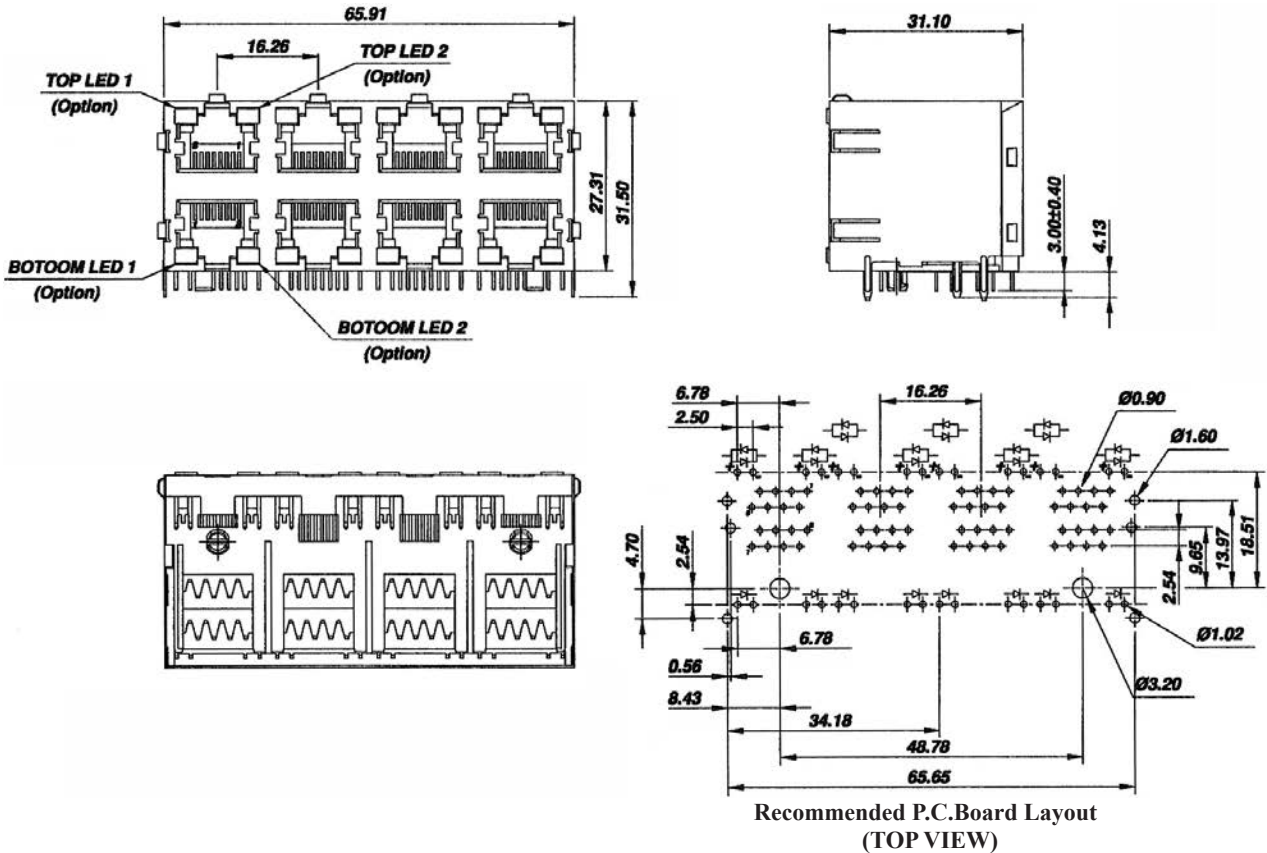 65.91
16.26
TOP LED 2
(Option)
TOP LED 1
(Option)
27.31
31.50
BOTOOM LED 1
(Option)
BOTOOM LED 2
(Option)
31.10
3.00±0.40
4.13
6.78
2.50
16.26
Ø0.90
Ø1.60
4.70
2.54
2.54
9.65
13.97
18.51
6.78
Ø1.02
0.56
Ø3.20
8.43
34.18
48.78
65.65
Recommended P.C.Board Layout
(TOP VIEW)